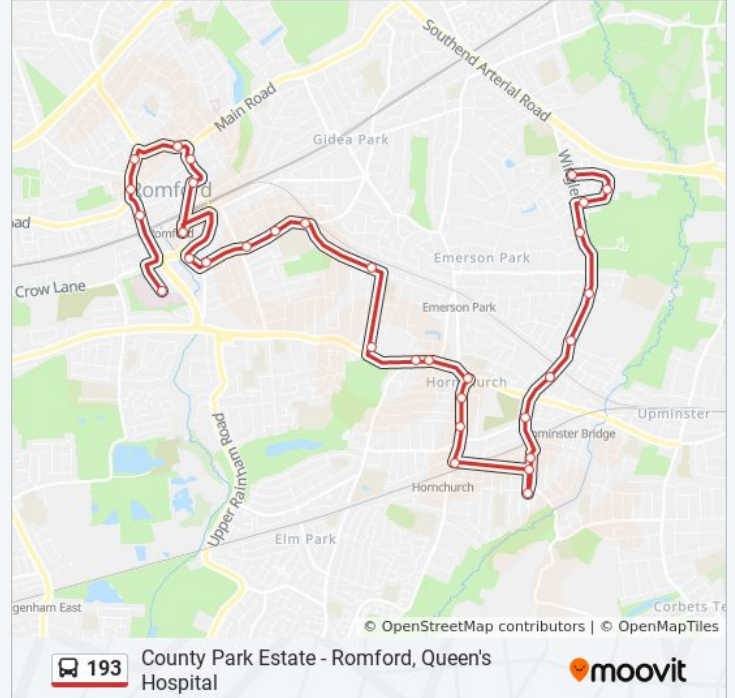 Southend Arterial Road
Main Road
Gidea Park
Wingle
Romford
oad
Romford
Emerson Park
Crow Lane
Emerson Park
Hornchurch
Upminster
pminster Bridge
Upper Rainham Road
Hornchurch
Elm Park
genham East
Corbets Te
© OpenStreetMap contributors | © OpenMapTiles
193
County Park Estate - Romford, Queen's
Hospital
moovit